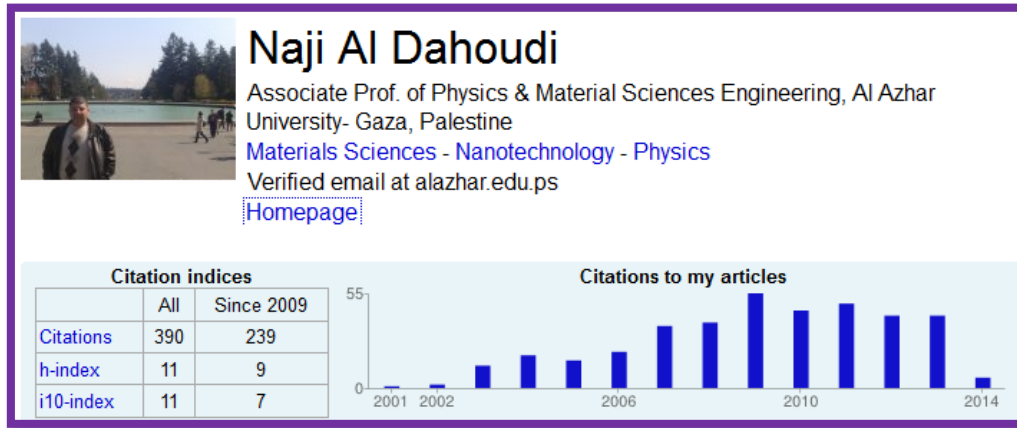 Naji Al Dahoudi
Associate Prof. of Physics & Material Sciences Engineering, Al Azhar
University- Gaza, Palestine
Materials Sciences - Nanotechnology - Physics
Verified email at alazhar.edu.ps
Homepage
Citation indices
All Since 2009
Citations 390 239
h-index 11 9
i10-index 11 7
Citations to my articles
55
0
2001 2002 2006 2010 2014